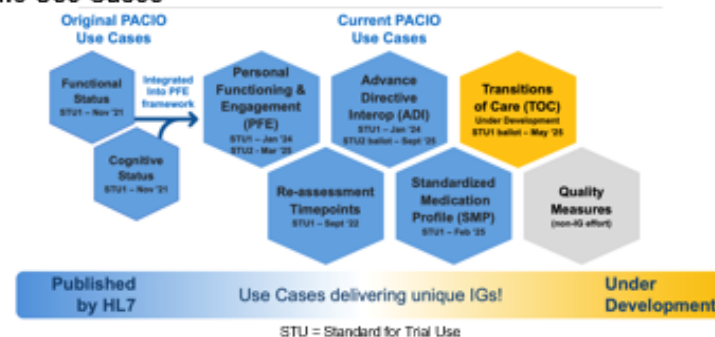 Original PACIO
Use Cases
Current PACIO
Use Cases
Functional
Status
STU1 – Nov '21
Integrated
Into PFE
framework
Cognitive
Status
STU1 – Nov '21
Personal
Functioning &
Engagement
(PFE)
STU1 – Jan '24
STU2 - Mar '25
Advance
Directive
Interop (ADI)
STU1 – Jan '24
STU2 ballot – Sept '25
Transitions
of Care (TOC)
Under Development
STU1 ballot – May '25
Re-assessment
Timepoints
STU1 – Sept '22
Standardized
Medication
Profile (SMP)
STU1 – Feb '25
Quality
Measures
(non-IG effort)
Published
by HL7
Use Cases delivering unique IGs!
Under
Development
STU = Standard for Trial Use